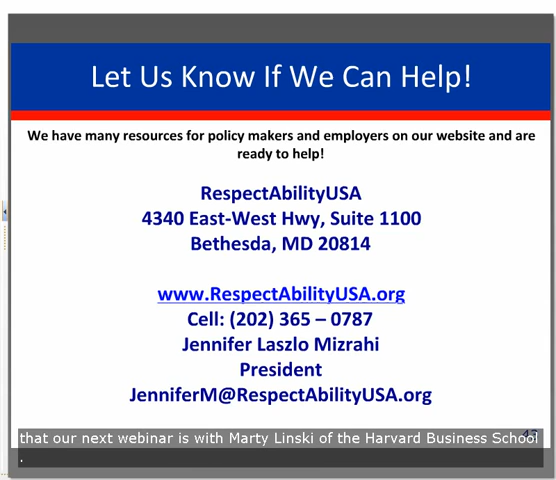 Let Us Know If We Can Help!
We have many resources for policy makers and employers on our website and are
ready to help!
RespectAbilityUSA
4340 East-West Hwy, Suite 1100
Bethesda, MD 20814
www.RespectAbilityUSA.org
Cell: (202) 365 – 0787
Jennifer Laszlo Mizrahi
President
JenniferM@RespectAbilityUSA.org
that our next webinar is with Marty Linski of the Harvard Business School
.